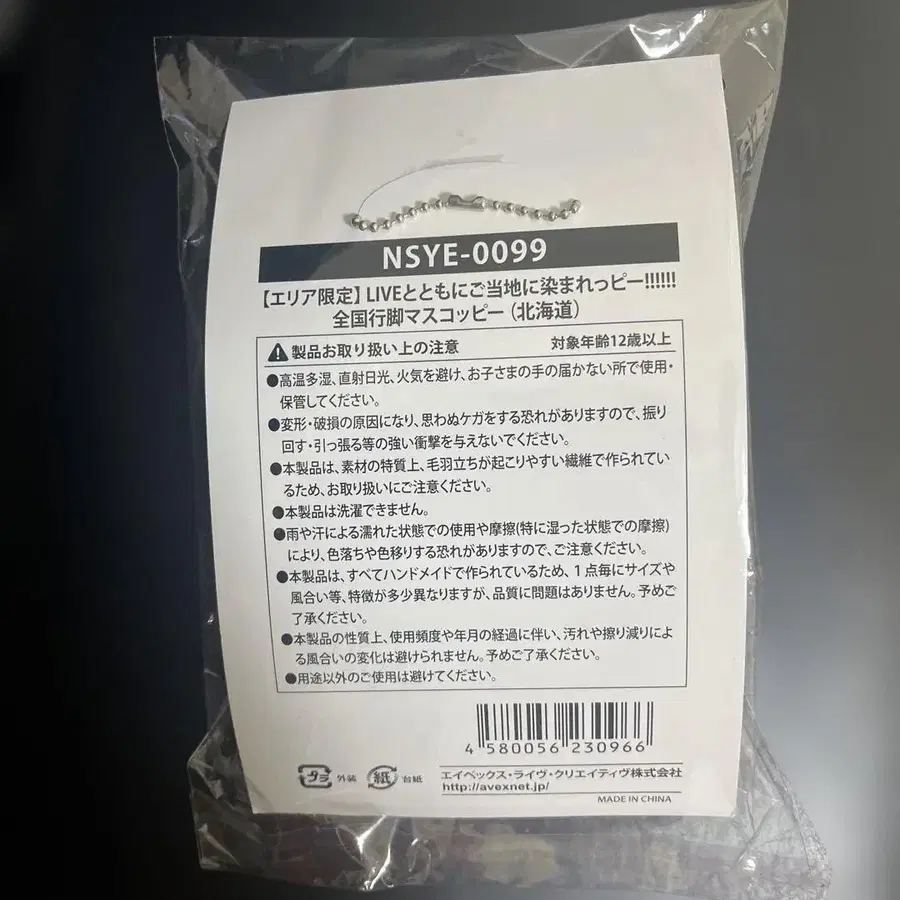 NSYE-0099
【エリア限定】LIVEとともにご当地に染まれっピー!!!!!!
全国行脚マスコッピー（北海道）
製品お取り扱い上の注意 対象年齢12歳以上
●高温多湿、直射日光、火気を避け、お子さまの手の届かない所で使用・
保管してください。
●変形・破損の原因になり、思わぬケガをする恐れがありますので、振り
回す・引っ張る等の強い衝撃を与えないでください。
●本製品は、素材の特質上、毛羽立ちが起こりやすい繊維で作られてい
るため、お取り扱いにご注意ください。
●本製品は洗濯できません。
●雨や汗による濡れた状態での使用や摩擦(特に湿った状態での摩擦)
により、色落ちや色移りする恐れがありますので、ご注意ください。
●本製品は、すべてハンドメイドで作られているため、1点毎にサイズや
風合い等、特徴が多少異なりますが、品質に問題はありません。予めご
了承ください。
●本製品の性質上、使用頻度や年月の経過に伴い、汚れや擦り減りによ
る風合いの変化は避けられません。予めご了承ください。
●用途以外のご使用は避けてください。
4 580056 230966
プラ 外装 紙 台紙
エイベックス・ライヴ・クリエイティヴ株式会社
http://avexnet.jp/
MADE IN CHINA